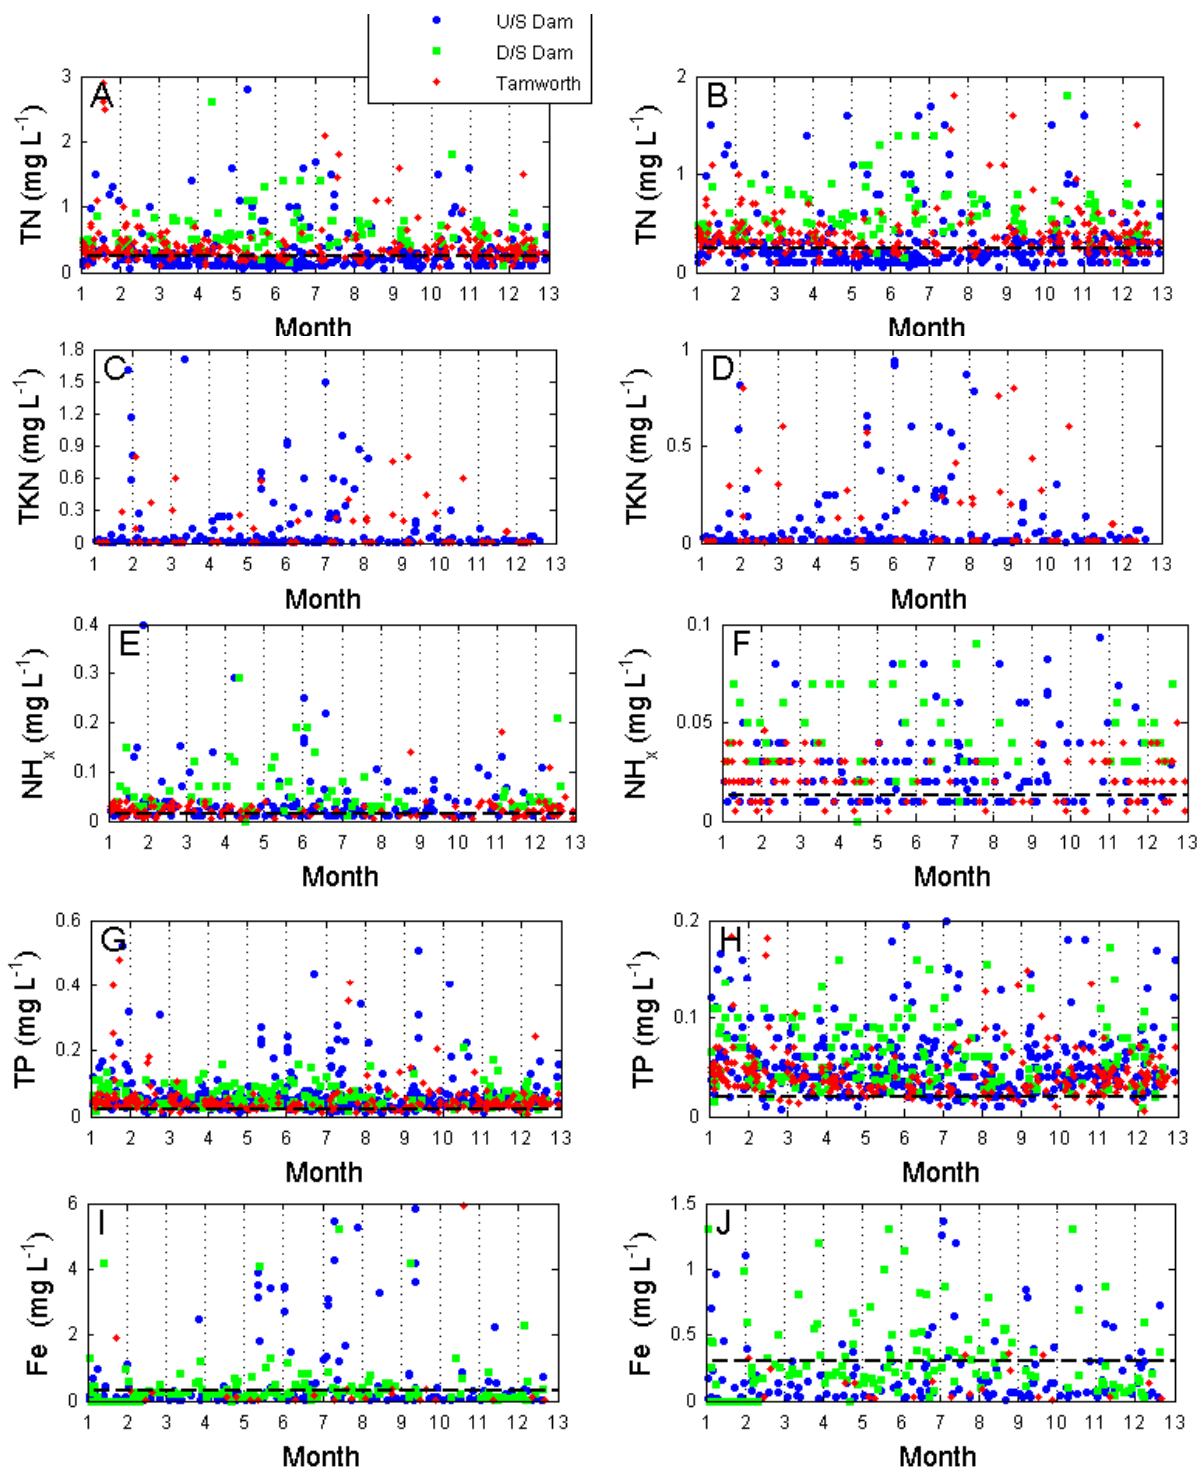 U/S Dam
D/S Dam
Tamworth
A
TN (mg L⁻¹)
3
2
1
0
1 2 3 4 5 6 7 8 9 10 11 12 13
Month
B
TN (mg L⁻¹)
2
1
0
1 2 3 4 5 6 7 8 9 10 11 12 13
Month
C
TKN (mg L⁻¹)
1.8
1.5
1.2
0.9
0.6
0.3
0
1 2 3 4 5 6 7 8 9 10 11 12 13
Month
D
TKN (mg L⁻¹)
1
0.5
0
1 2 3 4 5 6 7 8 9 10 11 12 13
Month
E
NHₓ (mg L⁻¹)
0.4
0.3
0.2
0.1
0
1 2 3 4 5 6 7 8 9 10 11 12 13
Month
F
NHₓ (mg L⁻¹)
0.1
0.05
0
1 2 3 4 5 6 7 8 9 10 11 12 13
Month
G
TP (mg L⁻¹)
0.6
0.4
0.2
0
1 2 3 4 5 6 7 8 9 10 11 12 13
Month
H
TP (mg L⁻¹)
0.2
0.1
0
1 2 3 4 5 6 7 8 9 10 11 12 13
Month
I
Fe (mg L⁻¹)
6
4
2
0
1 2 3 4 5 6 7 8 9 10 11 12 13
Month
J
Fe (mg L⁻¹)
1.5
1
0.5
0
1 2 3 4 5 6 7 8 9 10 11 12 13
Month